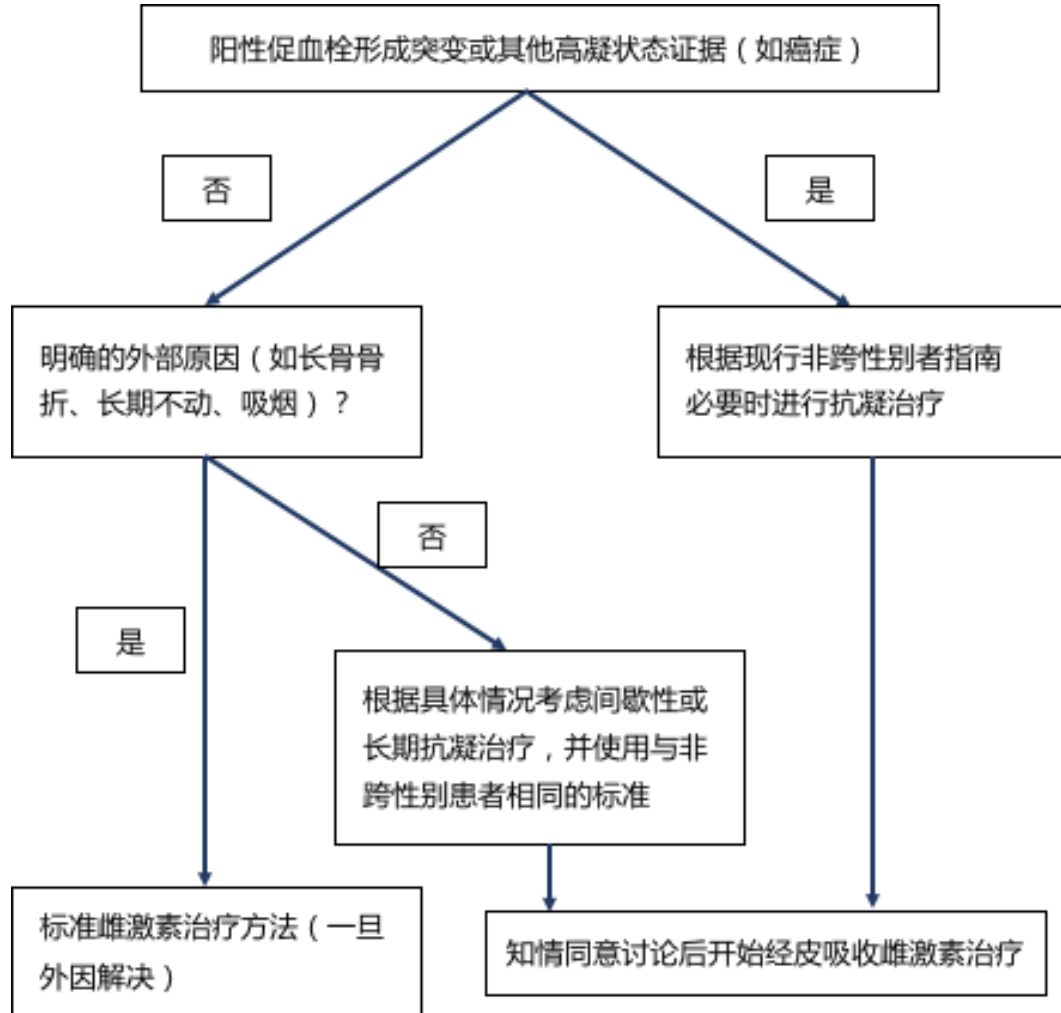 阳性促血栓形成突变或其他高凝状态证据（如癌症）
否
是
明确的外部原因（如长骨骨
折、长期不动、吸烟）？
根据现行非跨性别者指南
必要时进行抗凝治疗
否
是
根据具体情况考虑间歇性或
长期抗凝治疗，并使用与非
跨性别患者相同的标准
标准雌激素治疗方法（一旦
外因解决）
知情同意讨论后开始经皮吸收雌激素治疗